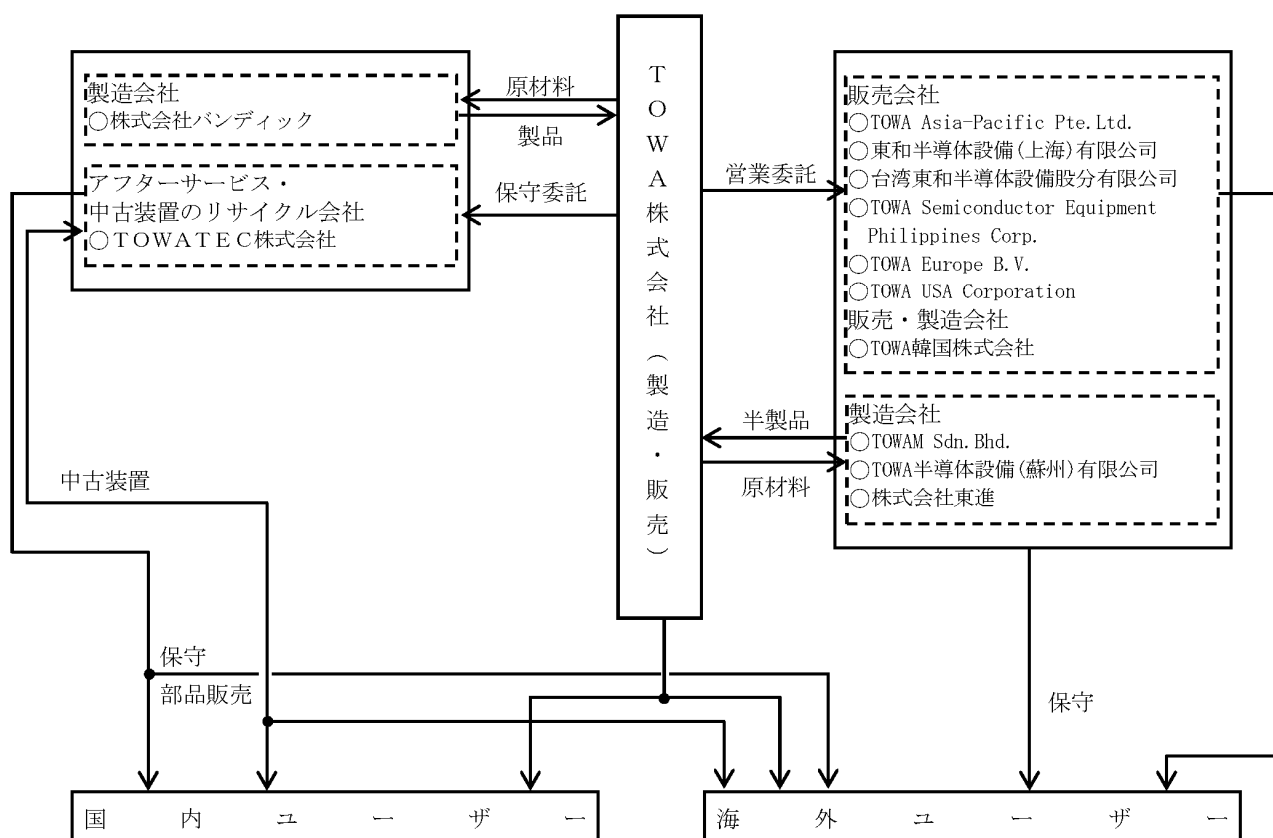 製造会社
○株式会社バンディック
アフターサービス・
中古装置のリサイクル会社
○TOWATEC株式会社
原材料
製品
保守委託
TOWA株式会社(製造・販売)
営業委託
半製品
原材料
販売会社
○TOWA Asia-Pacific Pte.Ltd.
○東和半導体設備(上海)有限公司
○台湾東和半導体設備股分有限公司
○TOWA Semiconductor Equipment
Philippines Corp.
○TOWA Europe B.V.
○TOWA USA Corporation
販売・製造会社
○TOWA韓国株式会社
製造会社
○TOWAM Sdn.Bhd.
○TOWA半導体設備(蘇州)有限公司
○株式会社東進
中古装置
保守
部品販売
保守
国内ユーザー
海外ユーザー